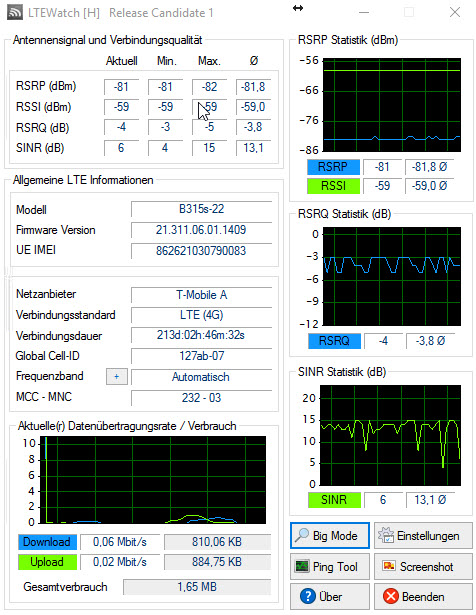 LTEWatch [H] Release Candidate 1
Antennensignal und Verbindungsqualität
Aktuell Min. Max. Ø
RSRP (dBm) -81 -81 -82 -81,8
RSSI (dBm) -59 -59 -59 -59,0
RSRQ (dB) -4 -3 -5 -3,8
SINR (dB) 6 4 15 13,1
Allgemeine LTE Informationen
Modell B315s-22
Firmware Version 21.311.06.01.1409
UE IMEI 862621030790083
Netzanbieter T-Mobile A
Verbindungsstandard LTE (4G)
Verbindungsdauer 213d:02h:46m:32s
Global Cell-ID 127ab-07
Frequenzband + Automatisch
MCC - MNC 232 - 03
Aktuelle(r) Datenübertragungsrate / Verbrauch
10
8
6
4
2
0
Download 0,06 Mbit/s 810,06 KB
Upload 0,02 Mbit/s 884,75 KB
Gesamtverbrauch 1,65 MB
RSRP Statistik (dBm)
-56
-66
-76
-86
RSRP -81 -81,8 Ø
RSSI -59 -59,0 Ø
RSRQ Statistik (dB)
0
-3
-6
-9
-12
RSRQ -4 -3,8 Ø
SINR Statistik (dB)
20
15
10
5
0
SINR 6 13,1 Ø
Big Mode Einstellungen
Ping Tool Screenshot
? Über Beenden